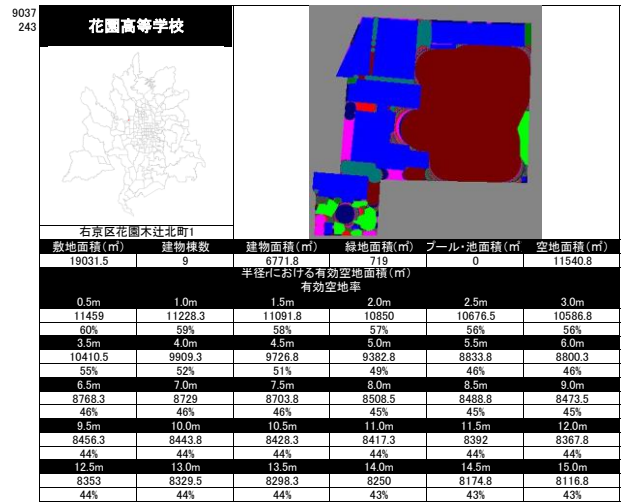 9037
243
花園高等学校
右京区花園木辻北町1
敷地面積(㎡) 建物棟数 建物面積(㎡) 緑地面積(㎡) プール・池面積(㎡ 空地面積(㎡)
19031.5 9 6771.8 719 0 11540.8
半径rにおける有効空地面積(㎡)
有効空地率
0.5m 1.0m 1.5m 2.0m 2.5m 3.0m
11459 11228.3 11091.8 10850 10676.5 10586.8
60% 59% 58% 57% 56% 56%
3.5m 4.0m 4.5m 5.0m 5.5m 6.0m
10410.5 9909.3 9726.8 9382.8 8833.8 8800.3
55% 52% 51% 49% 46% 46%
6.5m 7.0m 7.5m 8.0m 8.5m 9.0m
8768.3 8729 8703.8 8508.5 8488.8 8473.5
46% 46% 46% 45% 45% 45%
9.5m 10.0m 10.5m 11.0m 11.5m 12.0m
8456.3 8443.8 8428.3 8417.3 8392 8367.8
44% 44% 44% 44% 44% 44%
12.5m 13.0m 13.5m 14.0m 14.5m 15.0m
8353 8329.5 8298.3 8250 8174.8 8116.8
44% 44% 44% 43% 43% 43%